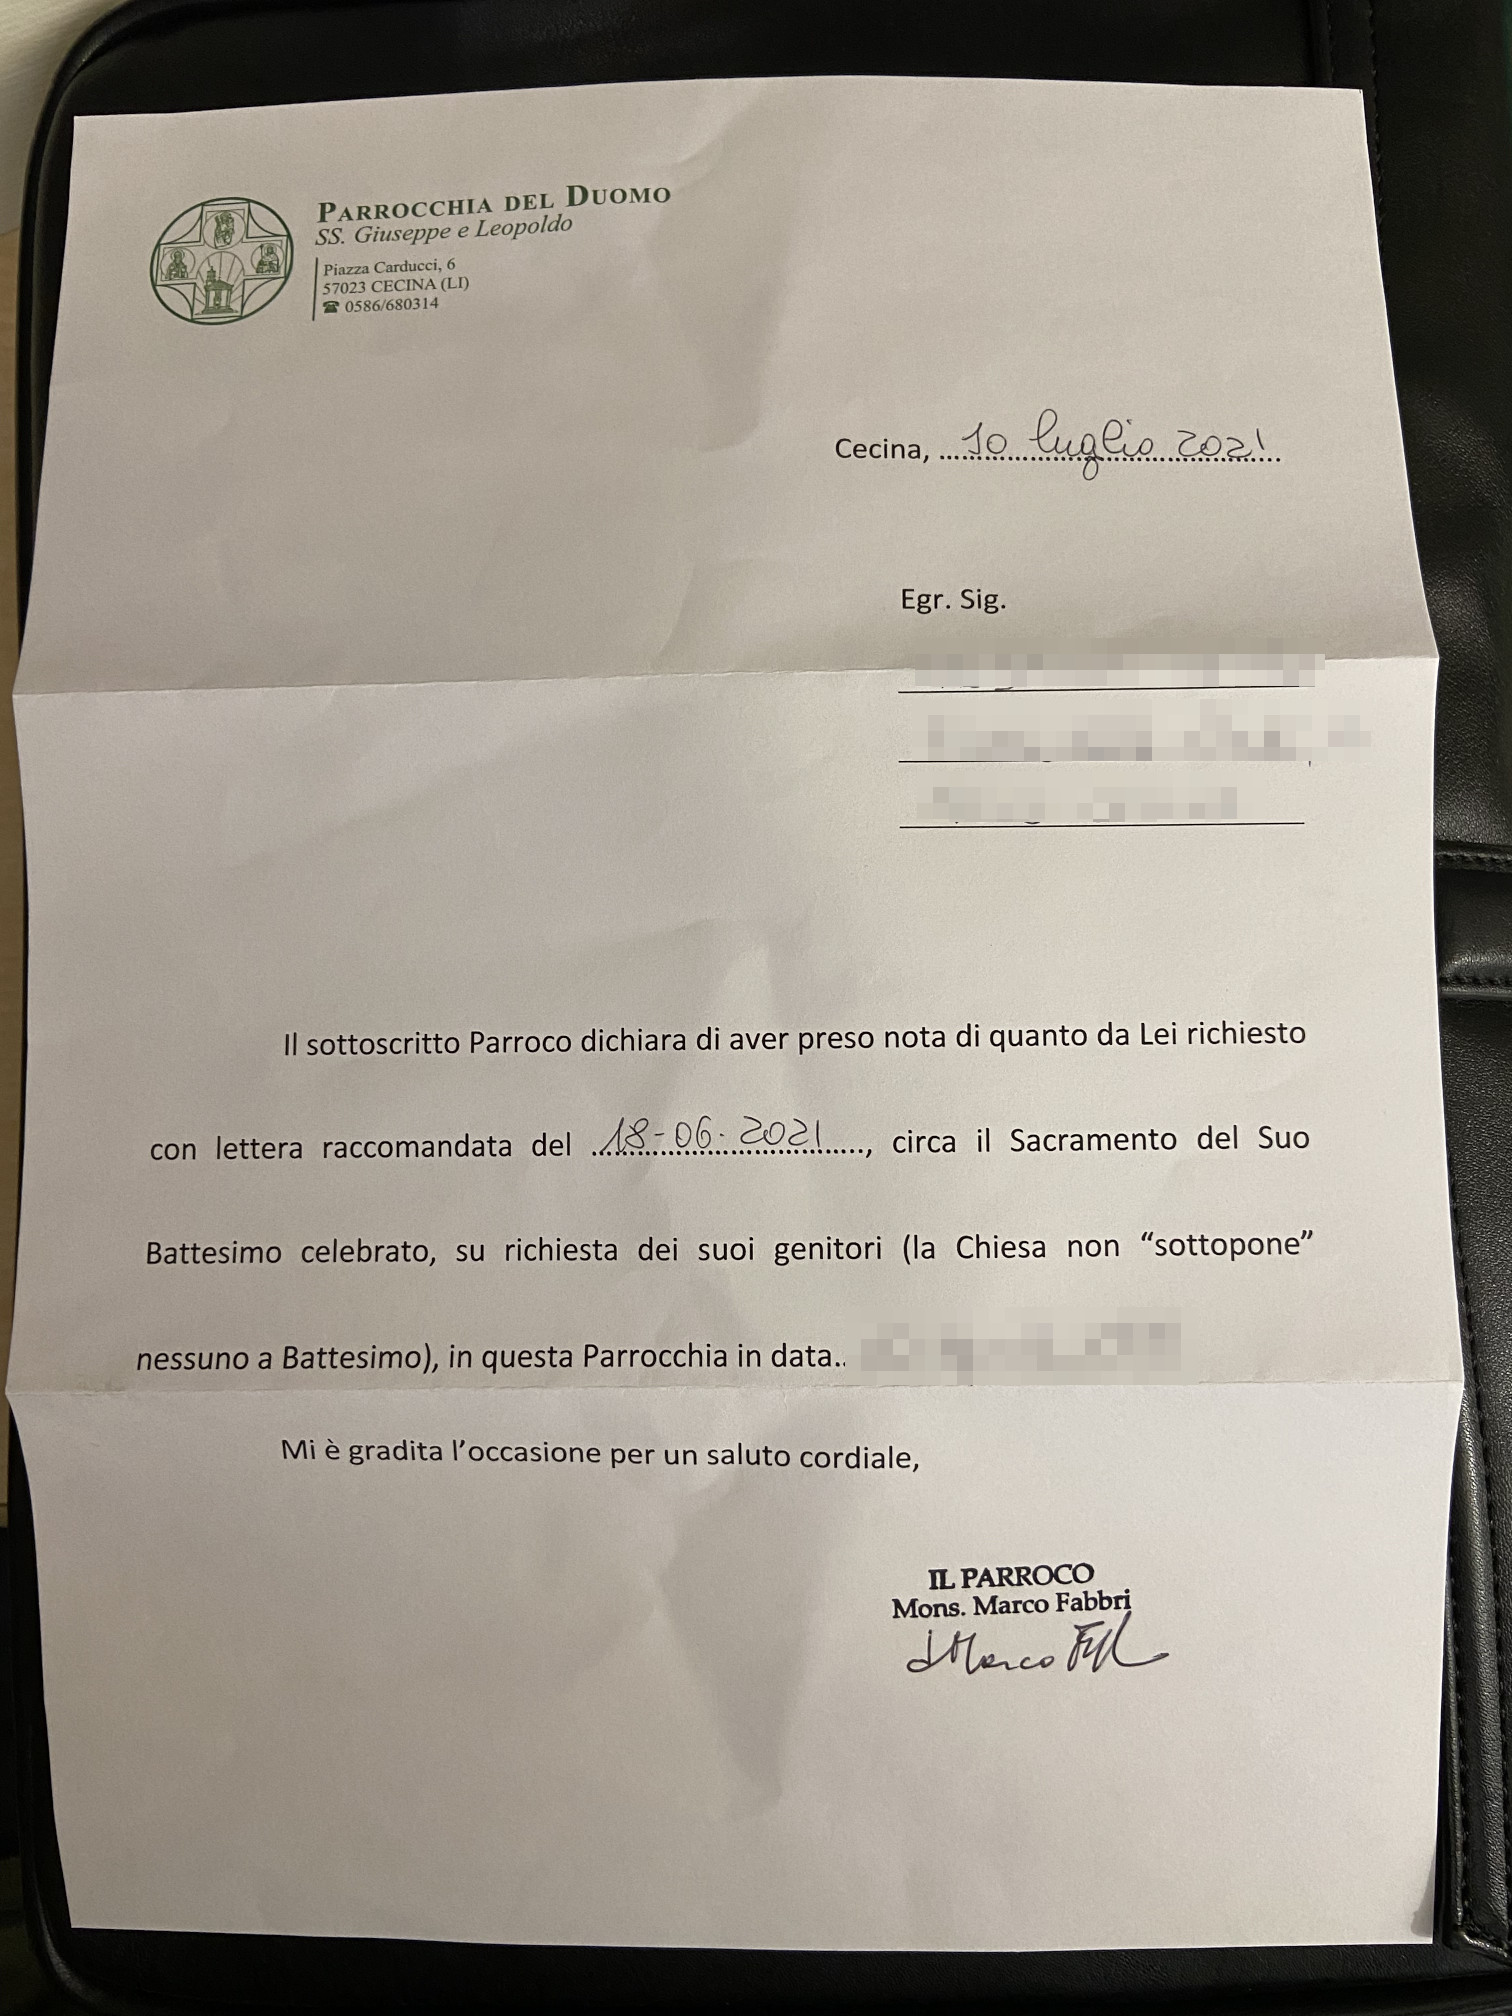 PARROCCHIA DEL DUOMO
SS. Giuseppe e Leopoldo
Piazza Carducci, 6
57023 CECINA (LI)
☎ 0586/680314
Cecina, 10 luglio 2021
Egr. Sig.
Il sottoscritto Parroco dichiara di aver preso nota di quanto da Lei richiesto
con lettera raccomandata del 18-06-2021, circa il Sacramento del Suo
Battesimo celebrato, su richiesta dei suoi genitori (la Chiesa non “sottopone”
nessuno a Battesimo), in questa Parrocchia in data..
Mi è gradita l’occasione per un saluto cordiale,
IL PARROCO
Mons. Marco Fabbri